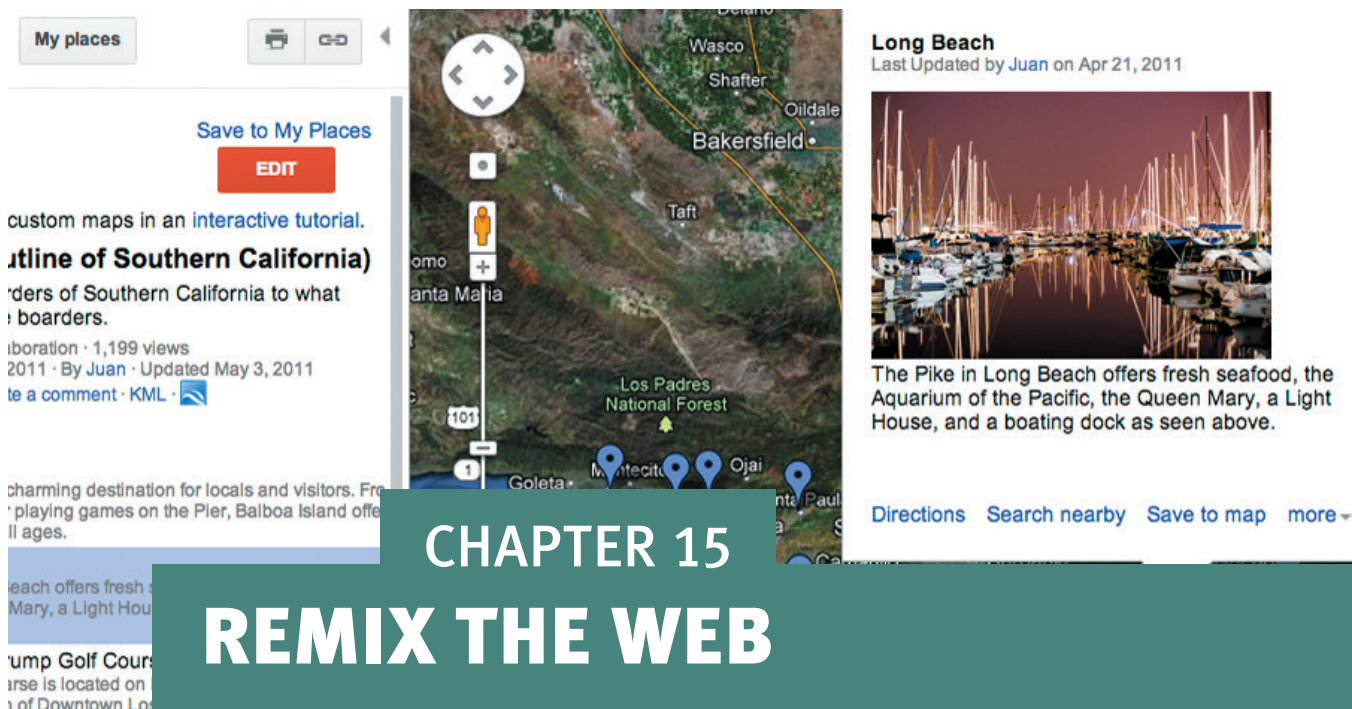 My places
Save to My Places
EDIT
custom maps in an interactive tutorial.
utline of Southern California)
rders of Southern California to what
boarders.
boration · 1,199 views
2011 · By Juan · Updated May 3, 2011
te a comment · KML ·
charming destination for locals and visitors. Fro
playing games on the Pier, Balboa Island offe
ll ages.
each offers fresh
Mary, a Light Hou
rump Golf Cours
arse is located on
of Downtown Los
Delano
Wasco
Shafter
Oildale
Bakersfield
Taft
omo
anta Maria
Los Padres
National Forest
101
1
Goleta
Montecito
Ojai
nta Paul
Long Beach
Last Updated by Juan on Apr 21, 2011
The Pike in Long Beach offers fresh seafood, the
Aquarium of the Pacific, the Queen Mary, a Light
House, and a boating dock as seen above.
Directions Search nearby Save to map more
CHAPTER 15
REMIX THE WEB